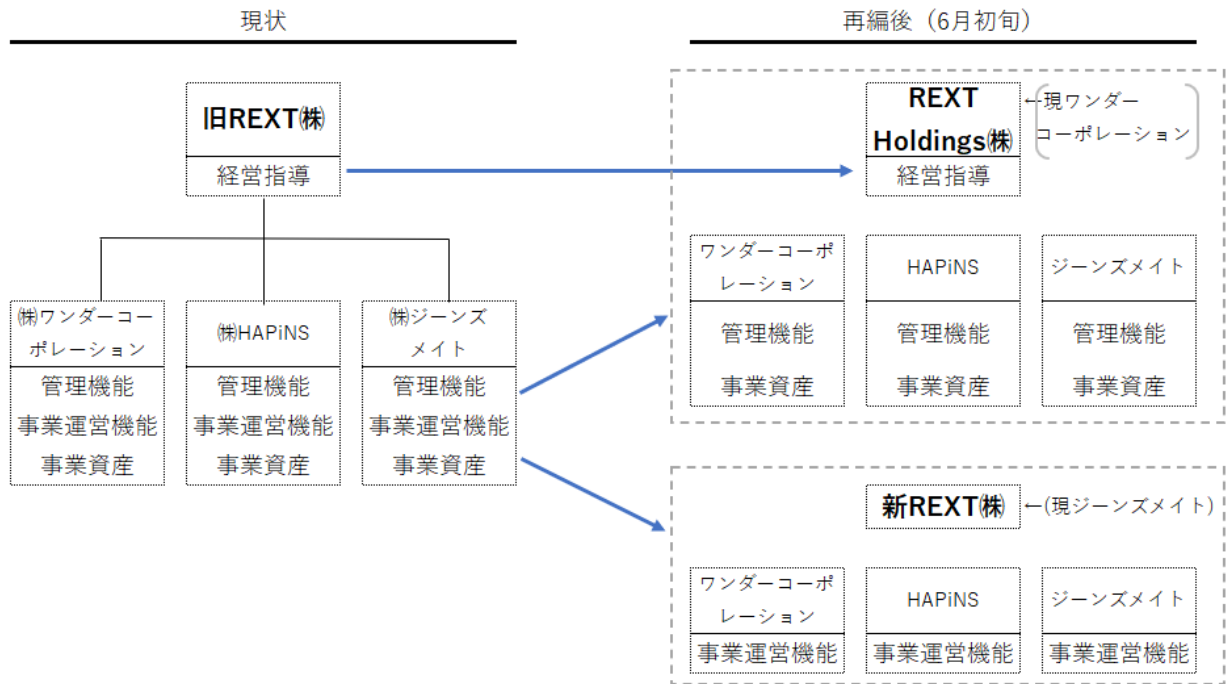 現状
再編後（6月初旬）
旧REXT㈱
経営指導
㈱ワンダーコー
ポレーション
管理機能
事業運営機能
事業資産
㈱HAPiNS
管理機能
事業運営機能
事業資産
㈱ジーンズ
メイト
管理機能
事業運営機能
事業資産
REXT
Holdings㈱
←現ワンダー
コーポレーション
経営指導
ワンダーコーポ
レーション
管理機能
事業資産
HAPiNS
管理機能
事業資産
ジーンズメイト
管理機能
事業資産
新REXT㈱
←(現ジーンズメイト)
ワンダーコーポ
レーション
事業運営機能
HAPiNS
事業運営機能
ジーンズメイト
事業運営機能